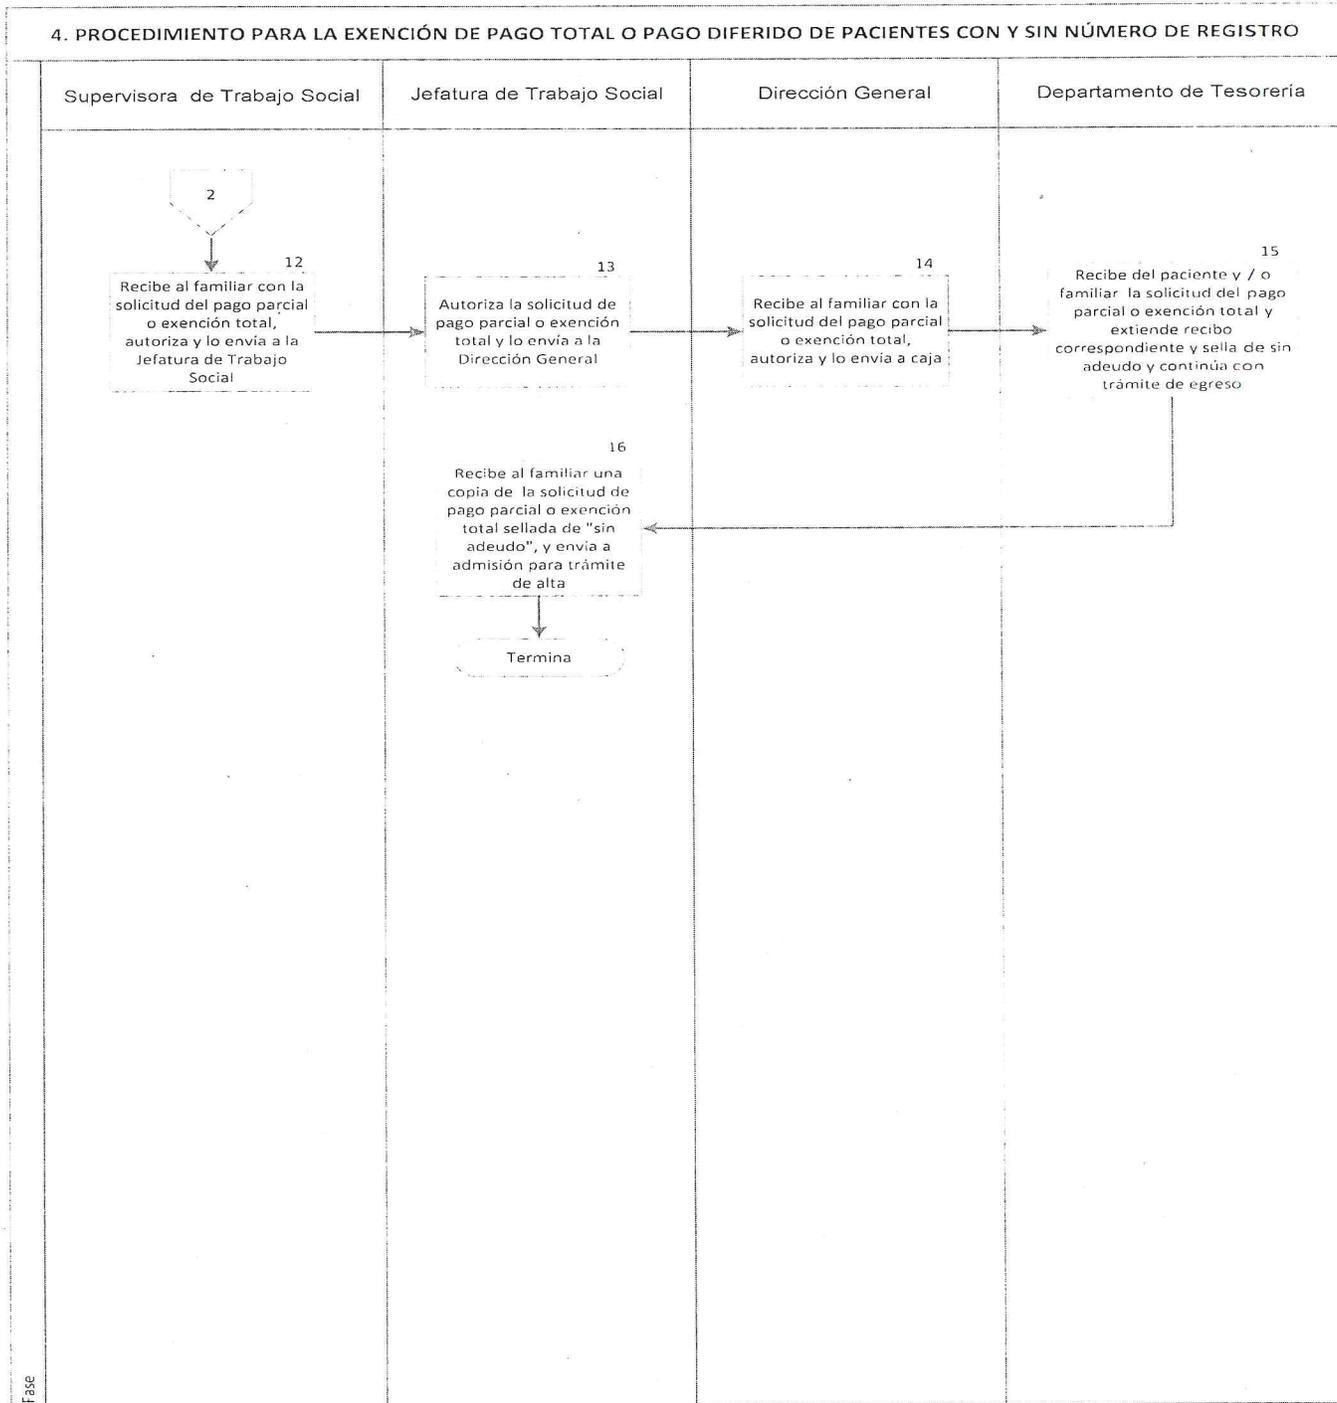 4. PROCEDIMIENTO PARA LA EXENCIÓN DE PAGO TOTAL O PAGO DIFERIDO DE PACIENTES CON Y SIN NÚMERO DE REGISTRO
Supervisora de Trabajo Social
Jefatura de Trabajo Social
Dirección General
Departamento de Tesorería
2
12
Recibe al familiar con la
solicitud del pago parcial
o exención total,
autoriza y lo envía a la
Jefatura de Trabajo
Social
13
Autoriza la solicitud de
pago parcial o exención
total y lo envía a la
Dirección General
14
Recibe al familiar con la
solicitud del pago parcial
o exención total,
autoriza y lo envía a caja
15
Recibe del paciente y / o
familiar la solicitud del pago
parcial o exención total y
extiende recibo
correspondiente y sella de sin
adeudo y continúa con
trámite de egreso
16
Recibe al familiar una
copia de la solicitud de
pago parcial o exención
total sellada de "sin
adeudo", y envia a
admisión para trámite
de alta
Termina
Fase